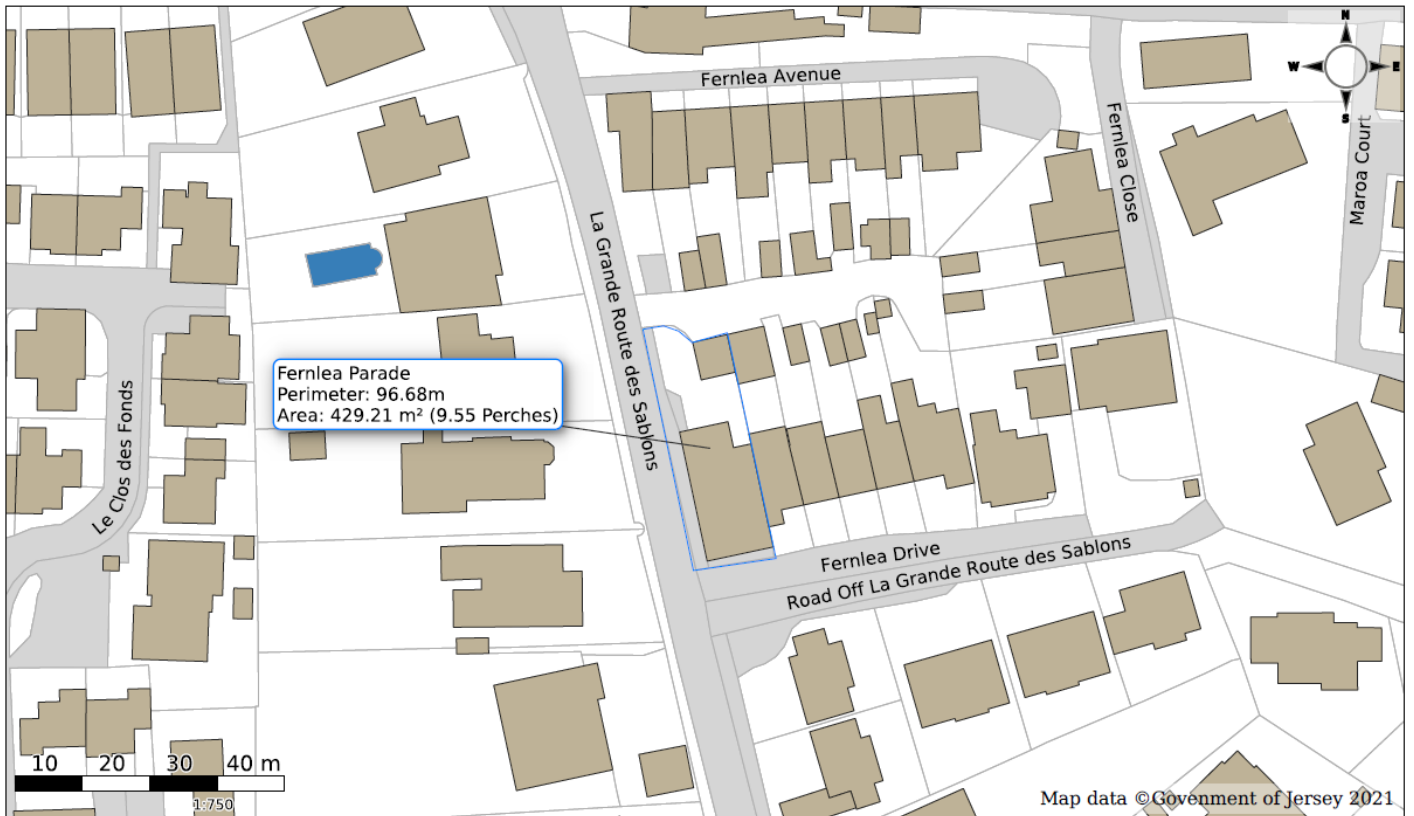 N
W
E
S
Fernlea Avenue
Fernlea Close
Maroa Court
La Grande Route des Sablons
Fernlea Parade
Perimeter: 96.68m
Area: 429.21 m² (9.55 Perches)
Le Clos des Fonds
Fernlea Drive
Road Off La Grande Route des Sablons
10 20 30 40 m
1:750
Map data ©Govenment of Jersey 2021